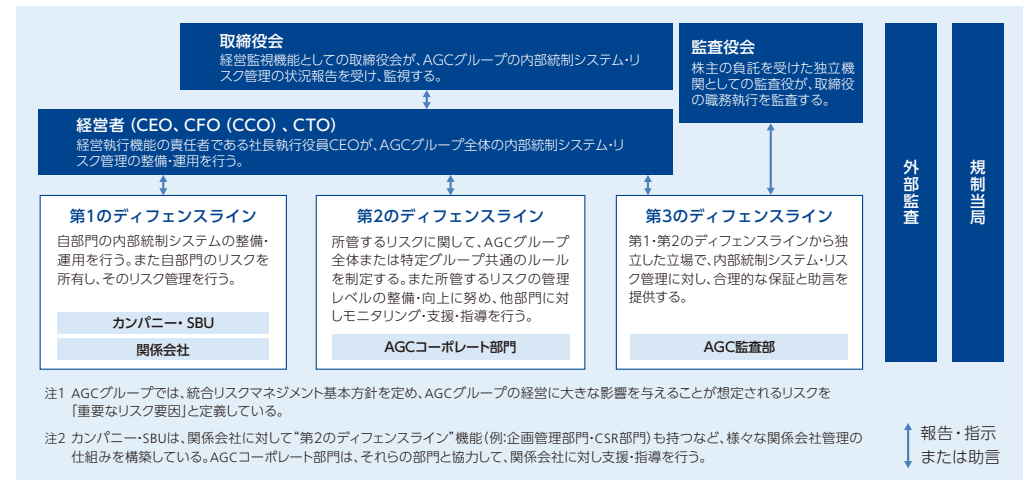 取締役会
経営監視機能としての取締役会が、AGCグループの内部統制システム・リ
スク管理の状況報告を受け、監視する。
監査役会
株主の負託を受けた独立機
関としての監査役が、取締役
の職務執行を監査する。
経営者（CEO、CFO（CCO）、CTO）
経営執行機能の責任者である社長執行役員CEOが、AGCグループ全体の内部統制システム・リ
スク管理の整備・運用を行う。
第1のディフェンスライン
自部門の内部統制システムの整備・
運用を行う。また自部門のリスクを
所有し、そのリスク管理を行う。
カンパニー・SBU
関係会社
第2のディフェンスライン
所管するリスクに関して、AGCグループ
全体または特定グループ共通のルール
を制定する。また所管するリスクの管理
レベルの整備・向上に努め、他部門に対
しモニタリング・支援・指導を行う。
AGCコーポレート部門
第3のディフェンスライン
第1・第2のディフェンスラインから独
立した立場で、内部統制システム・リス
ク管理に対し、合理的な保証と助言を
提供する。
AGC監査部
外部監査
規制当局
注1 AGCグループでは、統合リスクマネジメント基本方針を定め、AGCグループの経営に大きな影響を与えることが想定されるリスクを
「重要なリスク要因」と定義している。
注2 カンパニー・SBUは、関係会社に対して“第2のディフェンスライン”機能（例:企画管理部門・CSR部門）も持つなど、様々な関係会社管理の
仕組みを構築している。AGCコーポレート部門は、それらの部門と協力して、関係会社に対し支援・指導を行う。
報告・指示
または助言